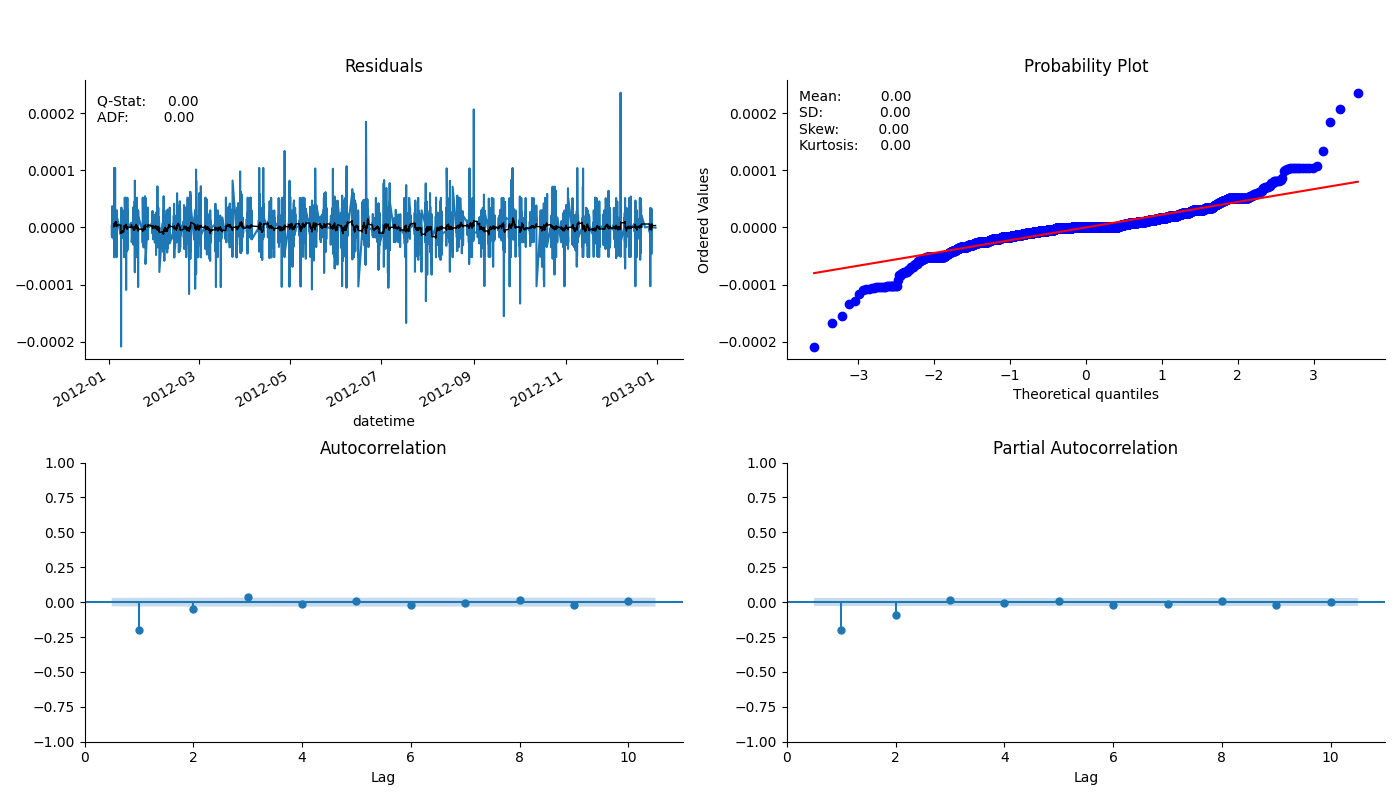 Residuals
Q-Stat: 0.00
ADF: 0.00
0.0002
0.0001
0.0000
−0.0001
−0.0002
2012-01
2012-03
2012-05
2012-07
2012-09
2012-11
2013-01
datetime
Probability Plot
Mean: 0.00
SD: 0.00
Skew: 0.00
Kurtosis: 0.00
Ordered Values
0.0002
0.0001
0.0000
−0.0001
−0.0002
−3 −2 −1 0 1 2 3
Theoretical quantiles
Autocorrelation
1.00
0.75
0.50
0.25
0.00
−0.25
−0.50
−0.75
−1.00
0 2 4 6 8 10
Lag
Partial Autocorrelation
1.00
0.75
0.50
0.25
0.00
−0.25
−0.50
−0.75
−1.00
0 2 4 6 8 10
Lag